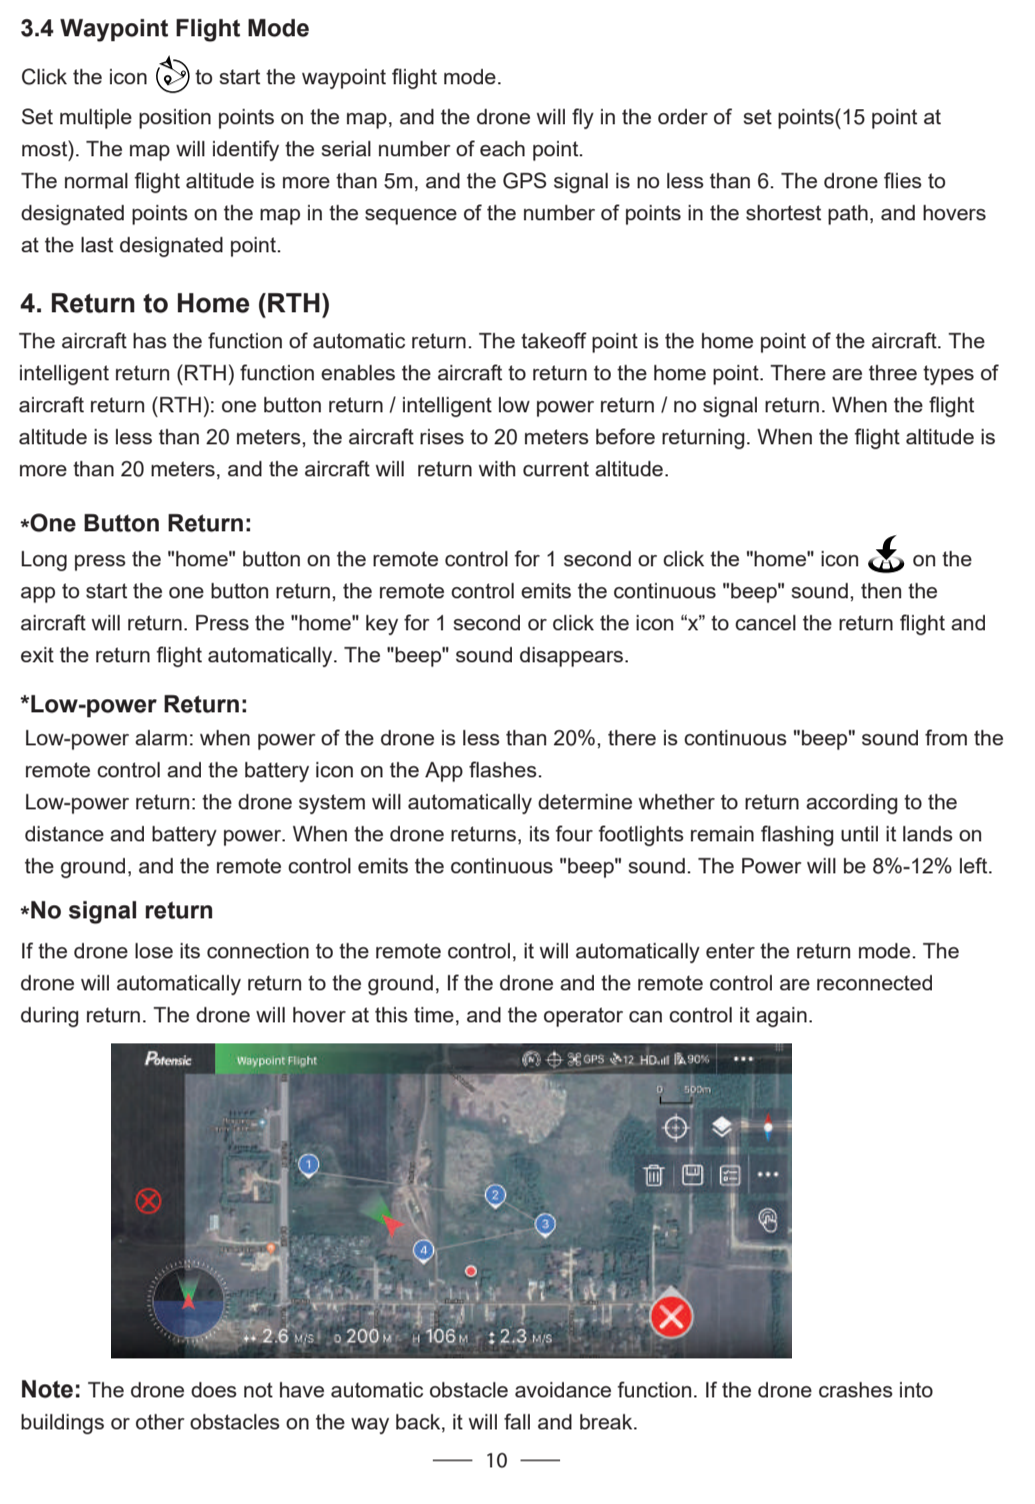 3.4 Waypoint Flight Mode
Click the icon to start the waypoint flight mode.
Set multiple position points on the map, and the drone will fly in the order of set points(15 point at
most). The map will identify the serial number of each point.
The normal flight altitude is more than 5m, and the GPS signal is no less than 6. The drone flies to
designated points on the map in the sequence of the number of points in the shortest path, and hovers
at the last designated point.
4. Return to Home (RTH)
The aircraft has the function of automatic return. The takeoff point is the home point of the aircraft. The
intelligent return (RTH) function enables the aircraft to return to the home point. There are three types of
aircraft return (RTH): one button return / intelligent low power return / no signal return. When the flight
altitude is less than 20 meters, the aircraft rises to 20 meters before returning. When the flight altitude is
more than 20 meters, and the aircraft will return with current altitude.
*One Button Return:
Long press the "home" button on the remote control for 1 second or click the "home" icon on the
app to start the one button return, the remote control emits the continuous "beep" sound, then the
aircraft will return. Press the "home" key for 1 second or click the icon “x” to cancel the return flight and
exit the return flight automatically. The "beep" sound disappears.
*Low-power Return:
Low-power alarm: when power of the drone is less than 20%, there is continuous "beep" sound from the
remote control and the battery icon on the App flashes.
Low-power return: the drone system will automatically determine whether to return according to the
distance and battery power. When the drone returns, its four footlights remain flashing until it lands on
the ground, and the remote control emits the continuous "beep" sound. The Power will be 8%-12% left.
*No signal return
If the drone lose its connection to the remote control, it will automatically enter the return mode. The
drone will automatically return to the ground, If the drone and the remote control are reconnected
during return. The drone will hover at this time, and the operator can control it again.
Potensic Waypoint Flight N GPS 12 HD 90% •••
0 500m
1
2
3
4
2.6 M/S D 200 M H 106 M 2.3 M/S
Note: The drone does not have automatic obstacle avoidance function. If the drone crashes into
buildings or other obstacles on the way back, it will fall and break.
10